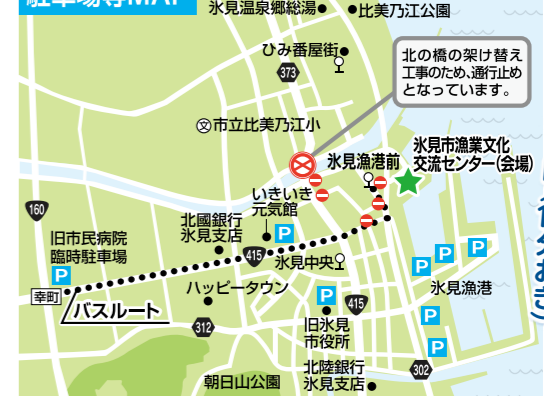 駐車場等MAP
氷見温泉郷総湯
比美乃江公園
ひみ番屋街
373
北の橋の架け替え
工事のため、通行止め
となっています。
文市立比美乃江小
氷見漁港前
氷見市漁業文化
交流センター(会場)
いきいき
元気館
160
北國銀行
氷見支店
P
旧市民病院
臨時駐車場
P
415
氷見中央
P
P
P
氷見漁港
幸町
バスルート
ハッピータウン
P
415
P
312
旧氷見
市役所
P
302
朝日山公園
北陸銀行
氷見支店